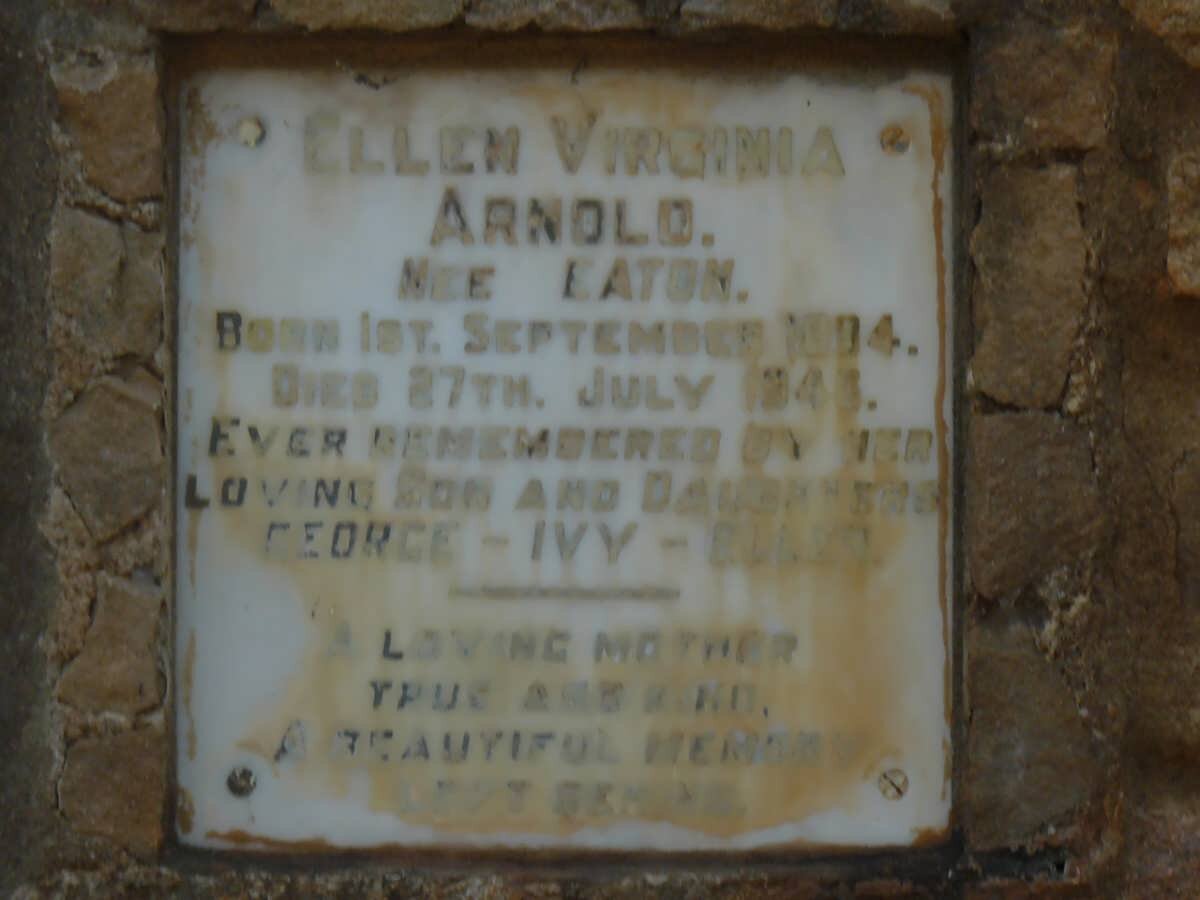 ELLEN VIRGINIA
ARNOLD.
NEE EATON.
BORN 1ST. SEPTEMBER
DIED 27TH. JULY
EVER REMEMBERED BY HER
LOVING SON AND DAUGHTERS
GEORGE - IVY - ELLEN.
A LOVING MOTHER
TRUE AND KIND,
A BEAUTIFUL MEMORY
LEFT BEHIND.